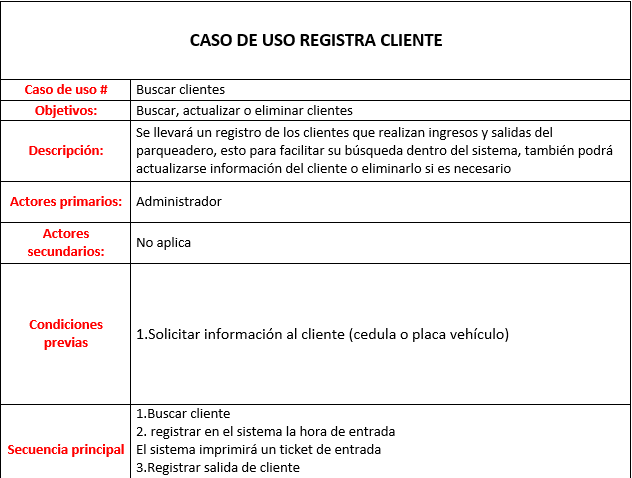 CASO DE USO REGISTRA CLIENTE
Caso de uso # Buscar clientes
Objetivos: Buscar, actualizar o eliminar clientes
Descripción: Se llevará un registro de los clientes que realizan ingresos y salidas del
parqueadero, esto para facilitar su búsqueda dentro del sistema, también podrá
actualizarse información del cliente o eliminarlo si es necesario
Actores primarios: Administrador
Actores
secundarios: No aplica
Condiciones
previas 1.Solicitar información al cliente (cedula o placa vehículo)
Secuencia principal 1.Buscar cliente
2. registrar en el sistema la hora de entrada
El sistema imprimirá un ticket de entrada
3.Registrar salida de cliente